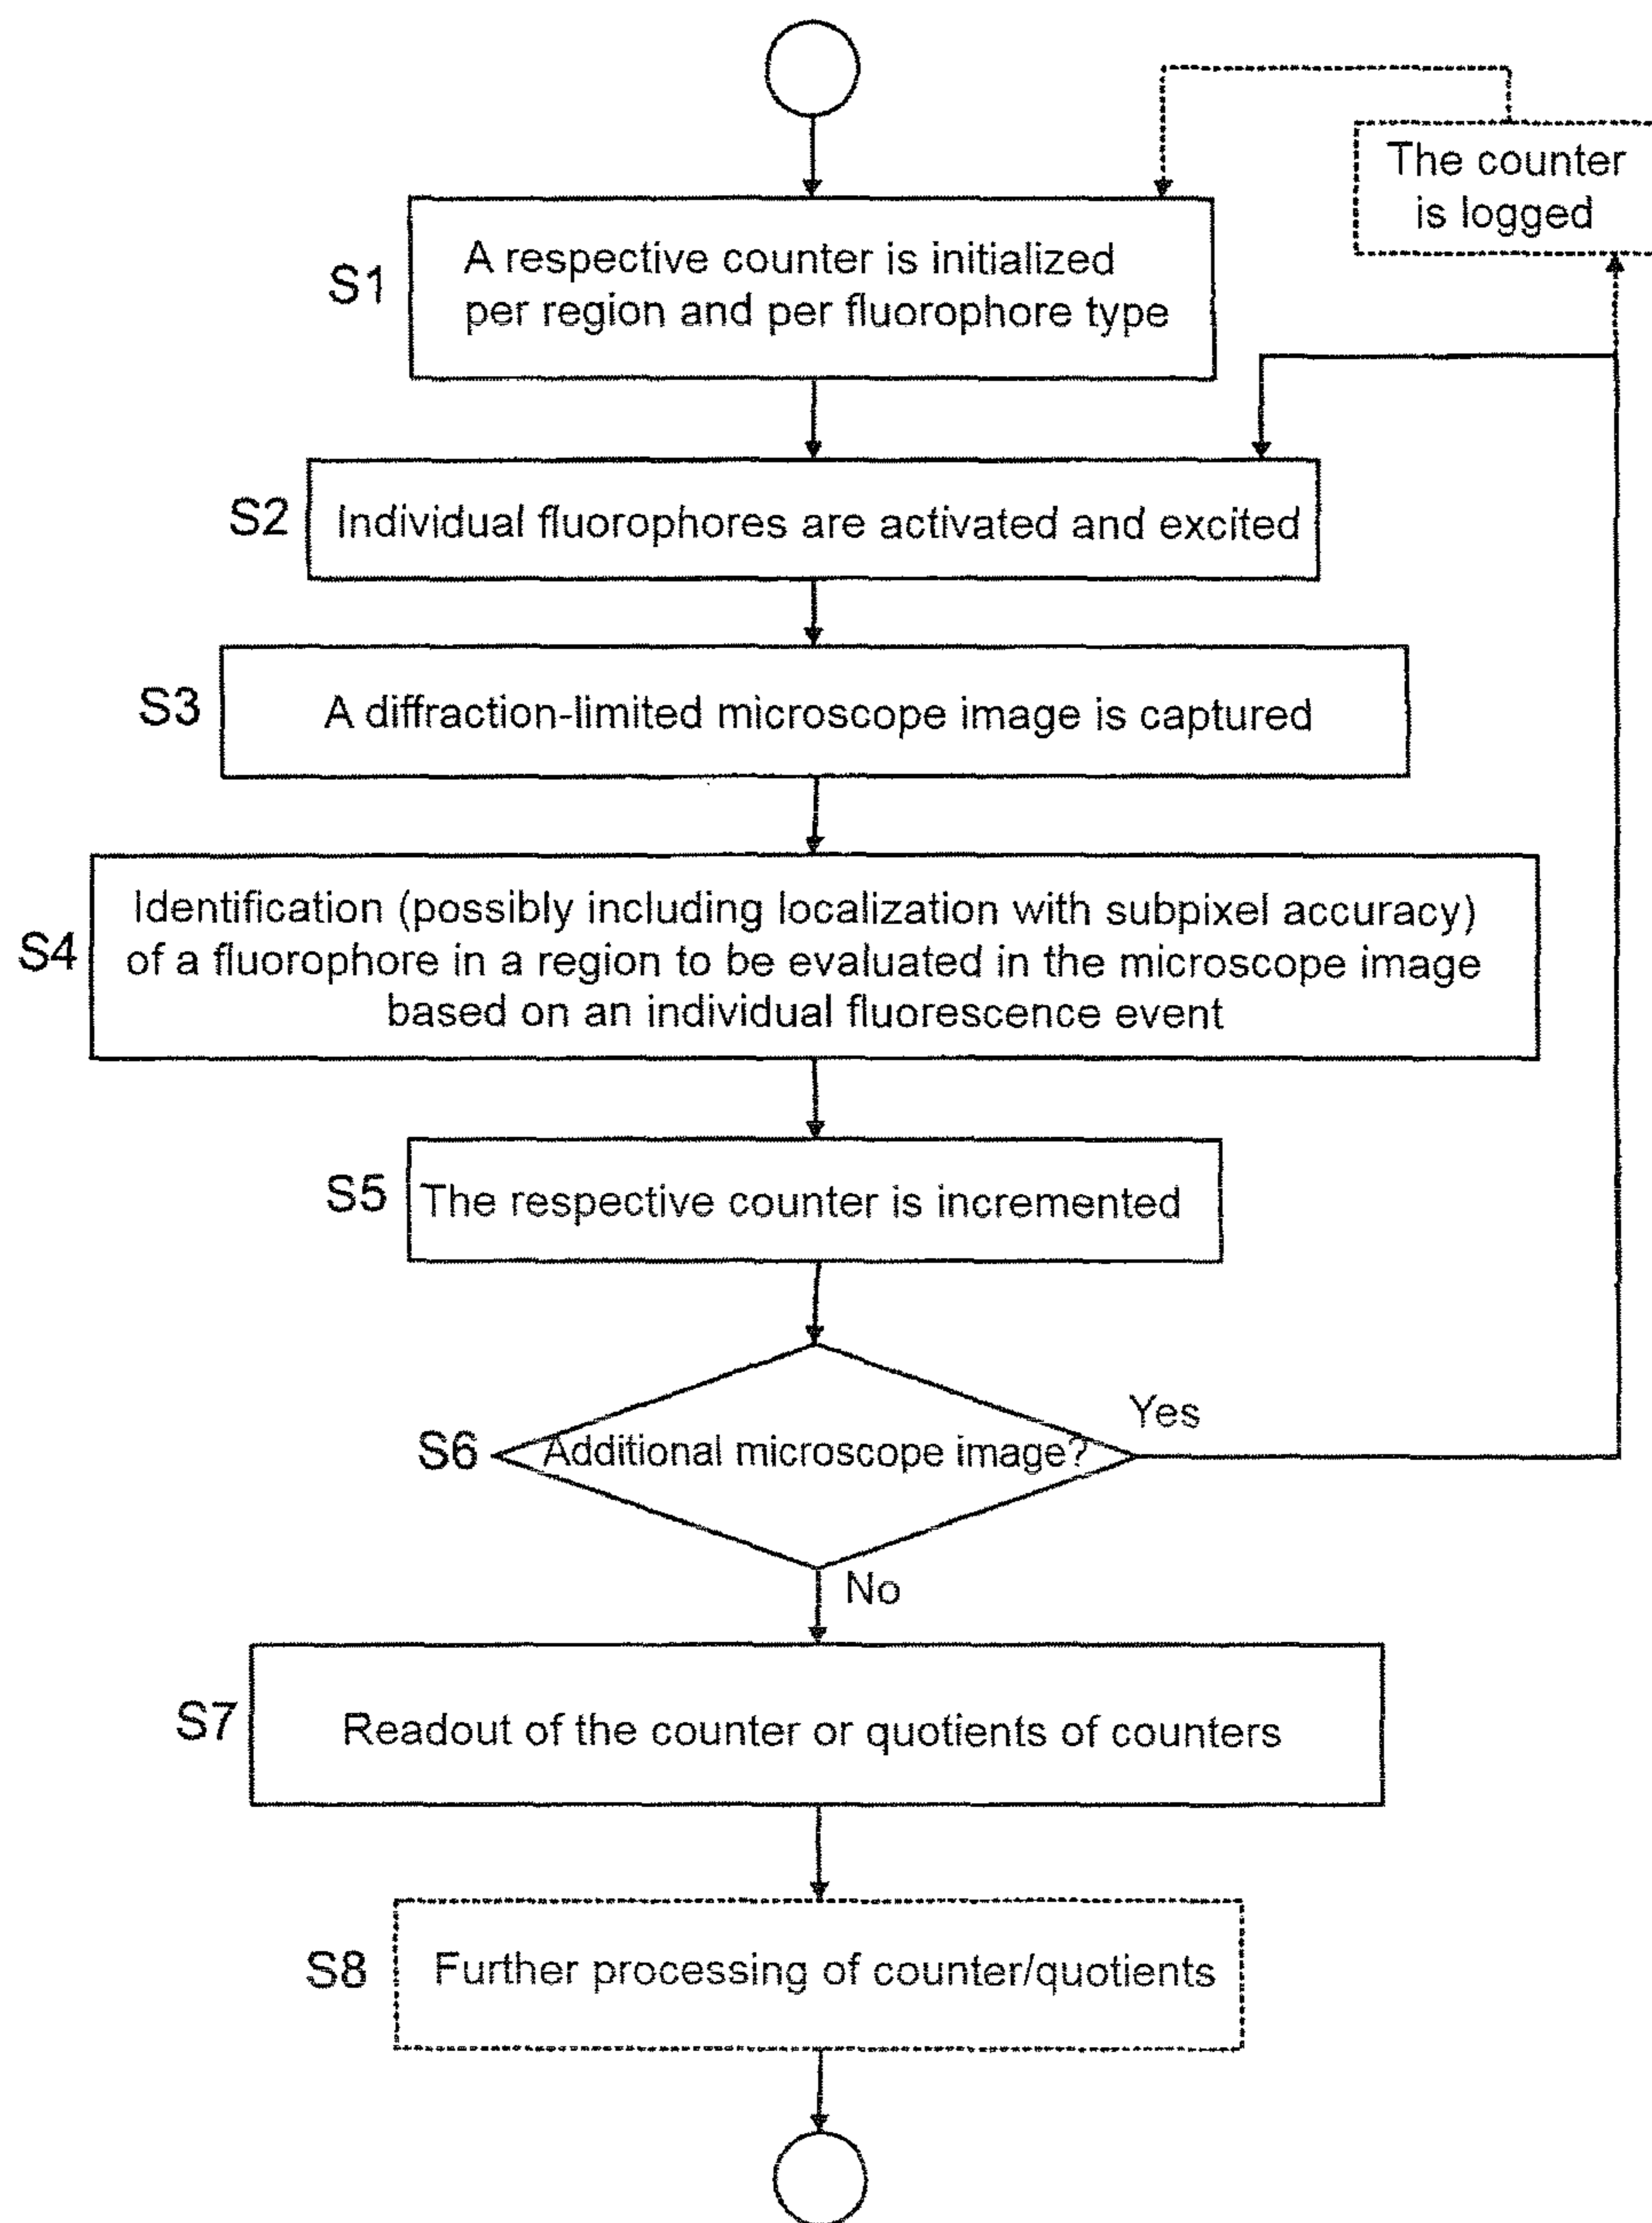 The counter
is logged
S1
A respective counter is initialized
per region and per fluorophore type
S2
Individual fluorophores are activated and excited
S3
A diffraction-limited microscope image is captured
S4
Identification (possibly including localization with subpixel accuracy)
of a fluorophore in a region to be evaluated in the microscope image
based on an individual fluorescence event
S5
The respective counter is incremented
S6
Additional microscope image?
Yes
No
S7
Readout of the counter or quotients of counters
S8
Further processing of counter/quotients